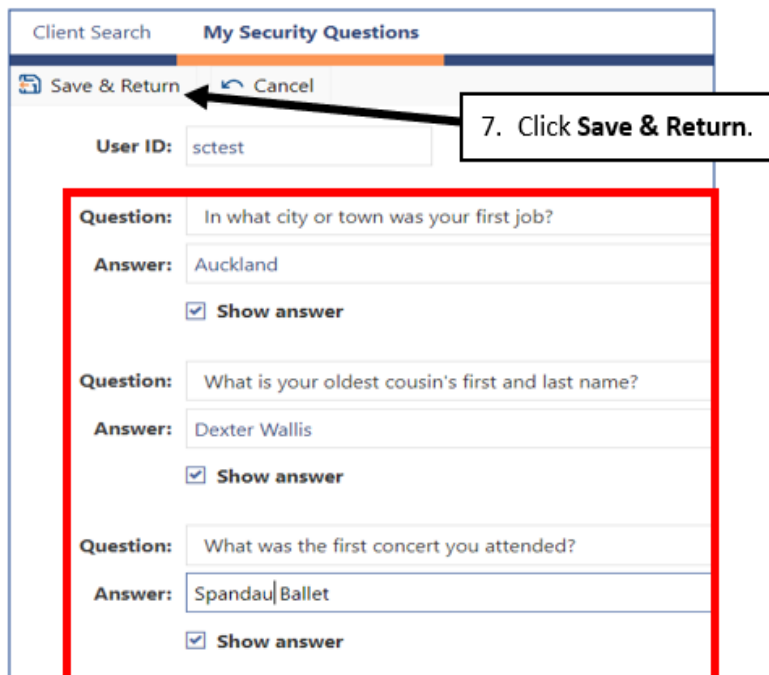 Client Search My Security Questions
Save & Return Cancel
7. Click Save & Return.
User ID: sctest
Question: In what city or town was your first job?
Answer: Auckland
Show answer
Question: What is your oldest cousin's first and last name?
Answer: Dexter Wallis
Show answer
Question: What was the first concert you attended?
Answer: Spandau Ballet
Show answer